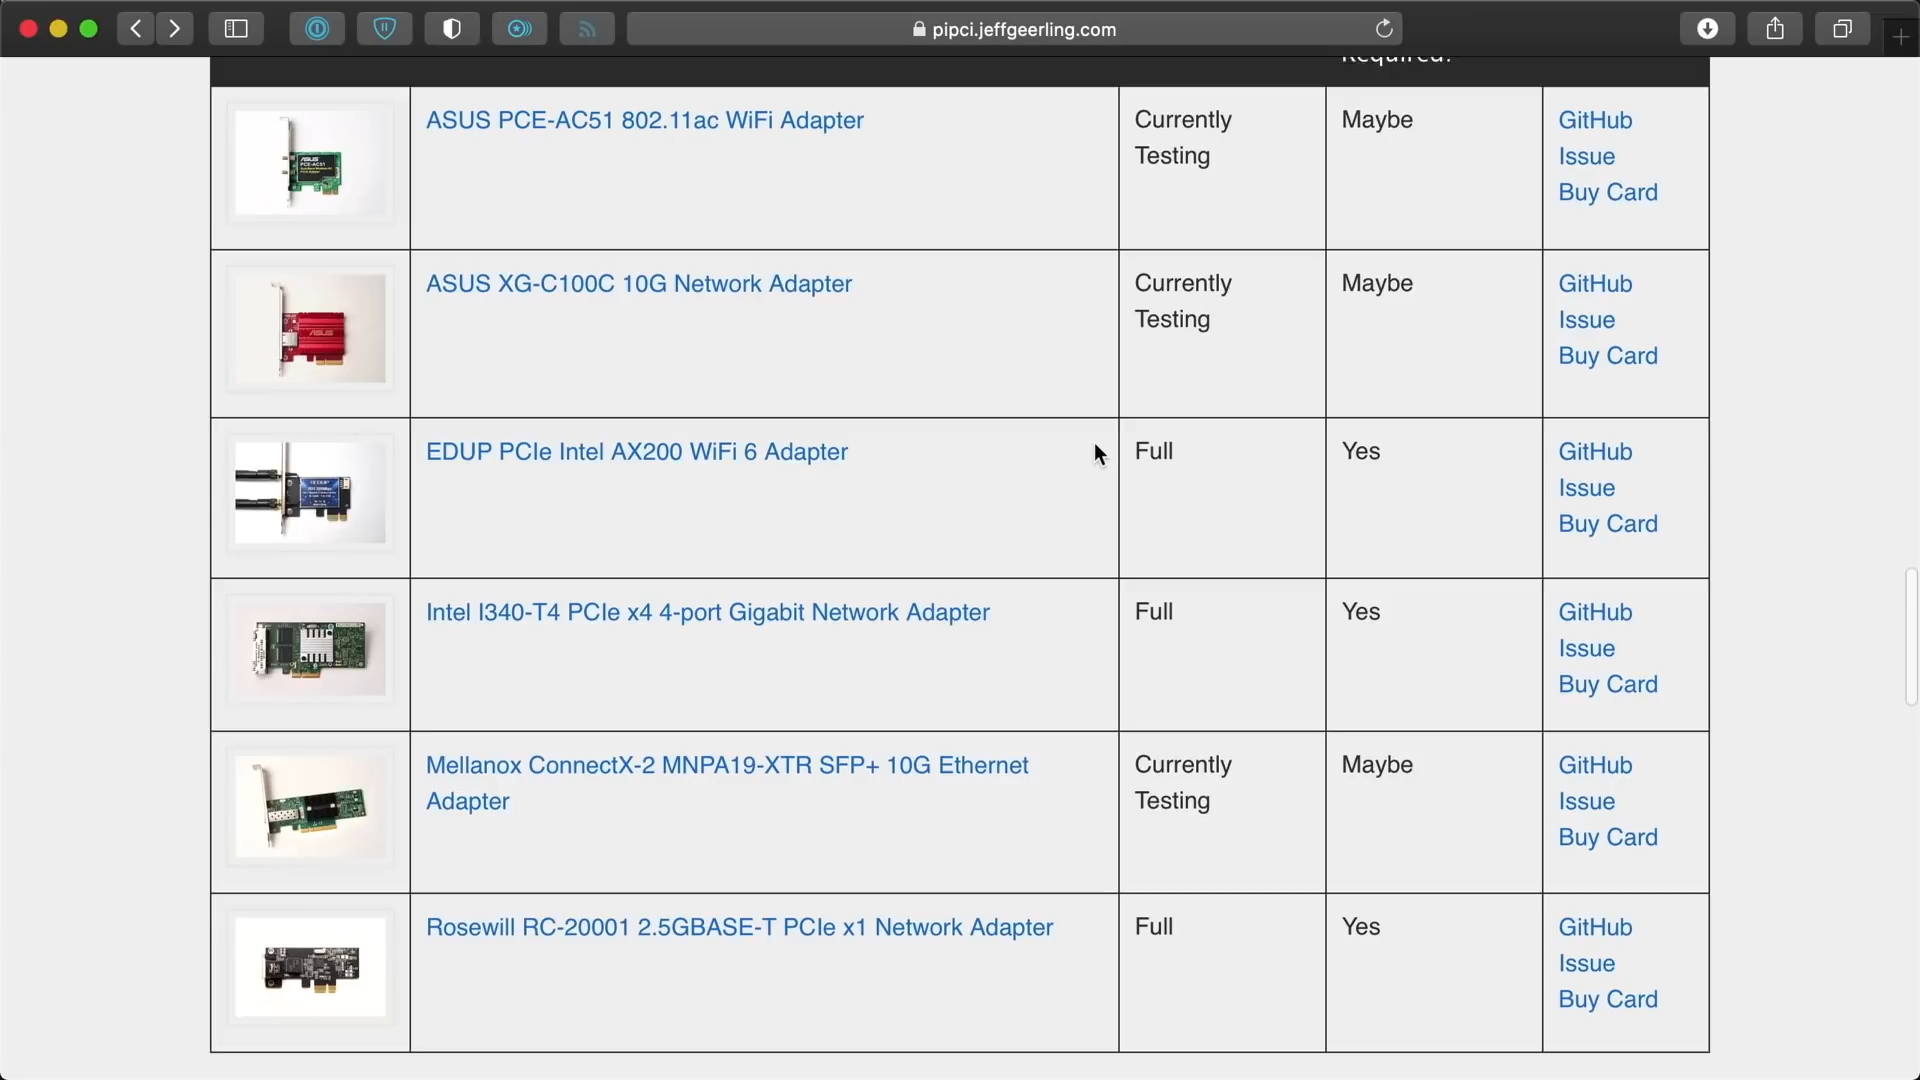 pipci.jeffgeerling.com
Required?
ASUS PCE-AC51 802.11ac WiFi Adapter
Currently
Testing
Maybe
GitHub
Issue
Buy Card
ASUS XG-C100C 10G Network Adapter
Currently
Testing
Maybe
GitHub
Issue
Buy Card
EDUP PCIe Intel AX200 WiFi 6 Adapter
Full
Yes
GitHub
Issue
Buy Card
Intel I340-T4 PCIe x4 4-port Gigabit Network Adapter
Full
Yes
GitHub
Issue
Buy Card
Mellanox ConnectX-2 MNPA19-XTR SFP+ 10G Ethernet
Adapter
Currently
Testing
Maybe
GitHub
Issue
Buy Card
Rosewill RC-20001 2.5GBASE-T PCIe x1 Network Adapter
Full
Yes
GitHub
Issue
Buy Card